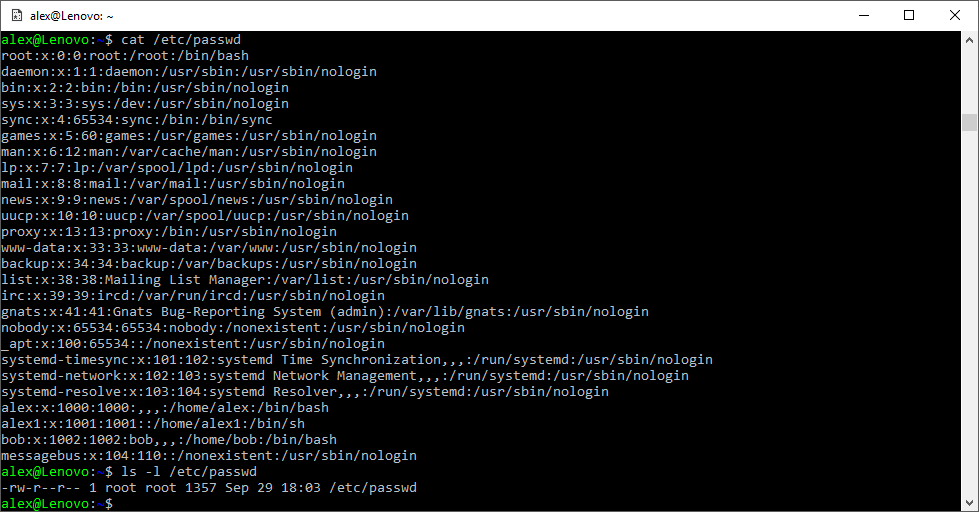 alex@Lenovo: ~
alex@Lenovo:~$ cat /etc/passwd
root:x:0:0:root:/root:/bin/bash
daemon:x:1:1:daemon:/usr/sbin:/usr/sbin/nologin
bin:x:2:2:bin:/bin:/usr/sbin/nologin
sys:x:3:3:sys:/dev:/usr/sbin/nologin
sync:x:4:65534:sync:/bin:/bin/sync
games:x:5:60:games:/usr/games:/usr/sbin/nologin
man:x:6:12:man:/var/cache/man:/usr/sbin/nologin
lp:x:7:7:lp:/var/spool/lpd:/usr/sbin/nologin
mail:x:8:8:mail:/var/mail:/usr/sbin/nologin
news:x:9:9:news:/var/spool/news:/usr/sbin/nologin
uucp:x:10:10:uucp:/var/spool/uucp:/usr/sbin/nologin
proxy:x:13:13:proxy:/bin:/usr/sbin/nologin
www-data:x:33:33:www-data:/var/www:/usr/sbin/nologin
backup:x:34:34:backup:/var/backups:/usr/sbin/nologin
list:x:38:38:Mailing List Manager:/var/list:/usr/sbin/nologin
irc:x:39:39:ircd:/var/run/ircd:/usr/sbin/nologin
gnats:x:41:41:Gnats Bug-Reporting System (admin):/var/lib/gnats:/usr/sbin/nologin
nobody:x:65534:65534:nobody:/nonexistent:/usr/sbin/nologin
_apt:x:100:65534::/nonexistent:/usr/sbin/nologin
systemd-timesync:x:101:102:systemd Time Synchronization,,,:/run/systemd:/usr/sbin/nologin
systemd-network:x:102:103:systemd Network Management,,,:/run/systemd:/usr/sbin/nologin
systemd-resolve:x:103:104:systemd Resolver,,,:/run/systemd:/usr/sbin/nologin
alex:x:1000:1000:,,,:/home/alex:/bin/bash
alex1:x:1001:1001::/home/alex1:/bin/sh
bob:x:1002:1002:bob,,,:/home/bob:/bin/bash
messagebus:x:104:110::/nonexistent:/usr/sbin/nologin
alex@Lenovo:~$ ls -l /etc/passwd
-rw-r--r-- 1 root root 1357 Sep 29 18:03 /etc/passwd
alex@Lenovo:~$